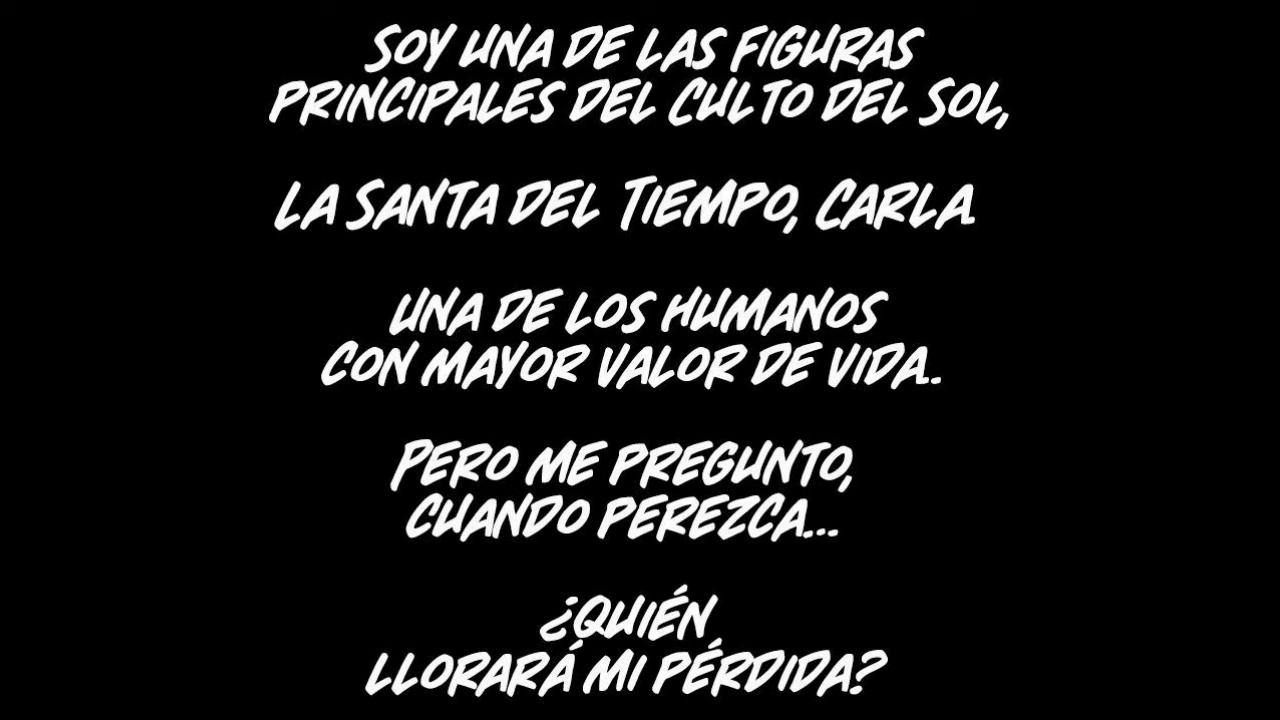 SOY UNA DE LAS FIGURAS
PRINCIPALES DEL CULTO DEL SOL,
LA SANTA DEL TIEMPO, CARLA.
UNA DE LOS HUMANOS
CON MAYOR VALOR DE VIDA..
PERO ME PREGUNTO,
CUANDO PEREZCA...
¿QUIÉN
LLORARÁ MI PÉRDIDA?